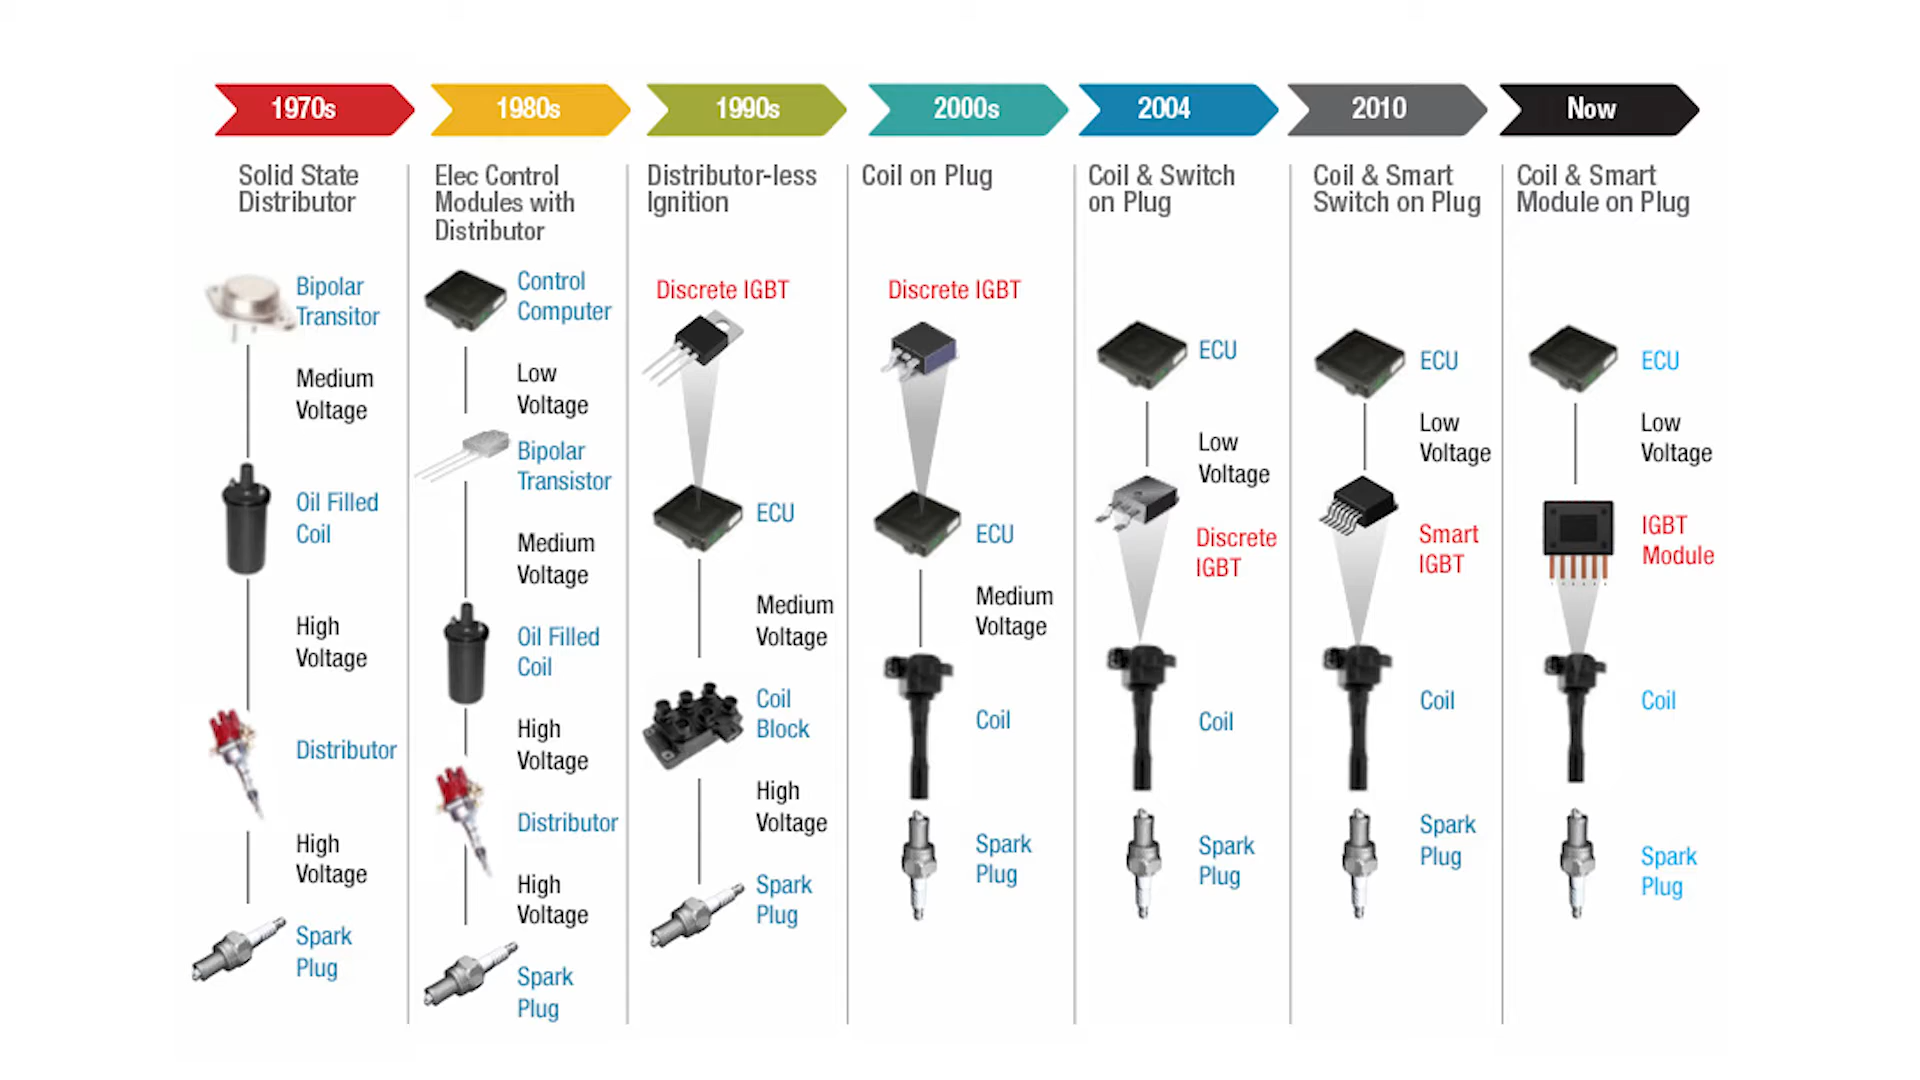 1970s
1980s
1990s
2000s
2004
2010
Now
Solid State
Distributor
Bipolar
Transitor
Medium
Voltage
Oil Filled
Coil
High
Voltage
Distributor
High
Voltage
Spark
Plug
Elec Control
Modules with
Distributor
Control
Computer
Low
Voltage
Bipolar
Transistor
Medium
Voltage
Oil Filled
Coil
High
Voltage
Distributor
High
Voltage
Spark
Plug
Distributor-less
Ignition
Discrete IGBT
ECU
Medium
Voltage
Coil
Block
High
Voltage
Spark
Plug
Coil on Plug
Discrete IGBT
ECU
Medium
Voltage
Coil
Spark
Plug
Coil & Switch
on Plug
ECU
Low
Voltage
Discrete
IGBT
Coil
Spark
Plug
Coil & Smart
Switch on Plug
ECU
Low
Voltage
Smart
IGBT
Coil
Spark
Plug
Coil & Smart
Module on Plug
ECU
Low
Voltage
IGBT
Module
Coil
Spark
Plug